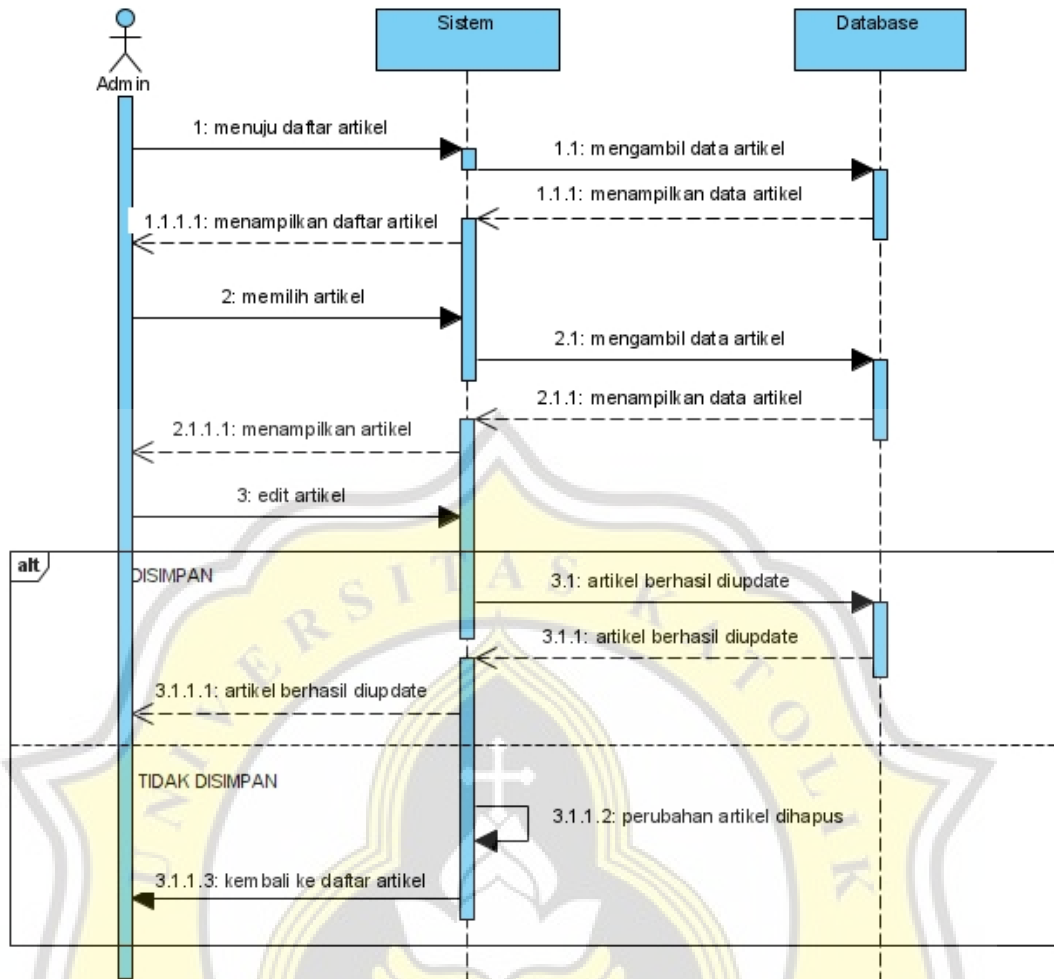 Sistem
Database
Admin
1: menuju daftar artikel
1.1: mengambil data artikel
1.1.1: menampilkan data artikel
1.1.1.1: menampilkan daftar artikel
2: memilih artikel
2.1: mengambil data artikel
2.1.1: menampilkan data artikel
2.1.1.1: menampilkan artikel
3: edit artikel
alt
DISIMPAN
3.1: artikel berhasil diupdate
3.1.1: artikel berhasil diupdate
3.1.1.1: artikel berhasil diupdate
TIDAK DISIMPAN
3.1.1.2: perubahan artikel dihapus
3.1.1.3: kembali ke daftar artikel
UNIVERSITAS KATOLIK